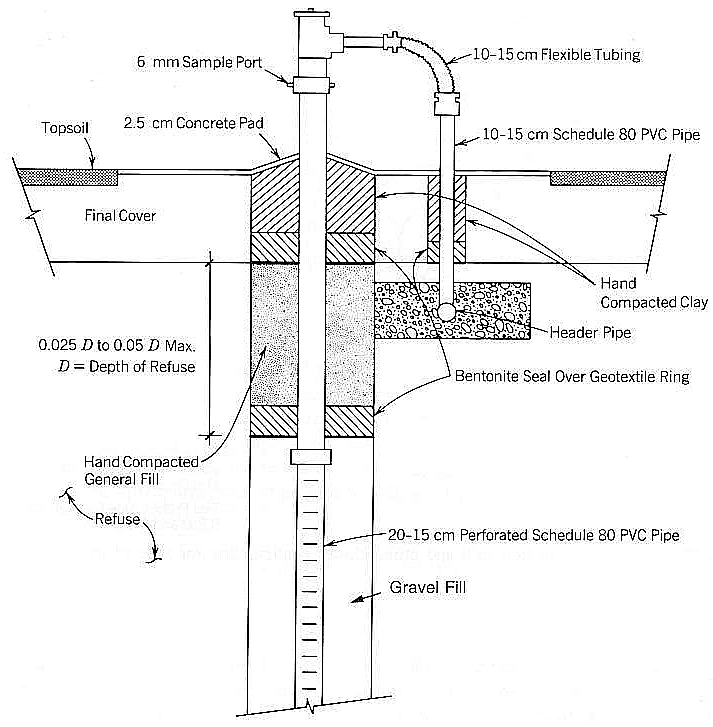 10-15 cm Flexible Tubing
6 mm Sample Port
2.5 cm Concrete Pad
Topsoil
10-15 cm Schedule 80 PVC Pipe
Final Cover
Hand
Compacted Clay
Header Pipe
0.025 D to 0.05 D Max.
D = Depth of Refuse
Bentonite Seal Over Geotextile Ring
Hand Compacted
General Fill
Refuse
20-15 cm Perforated Schedule 80 PVC Pipe
Gravel Fill